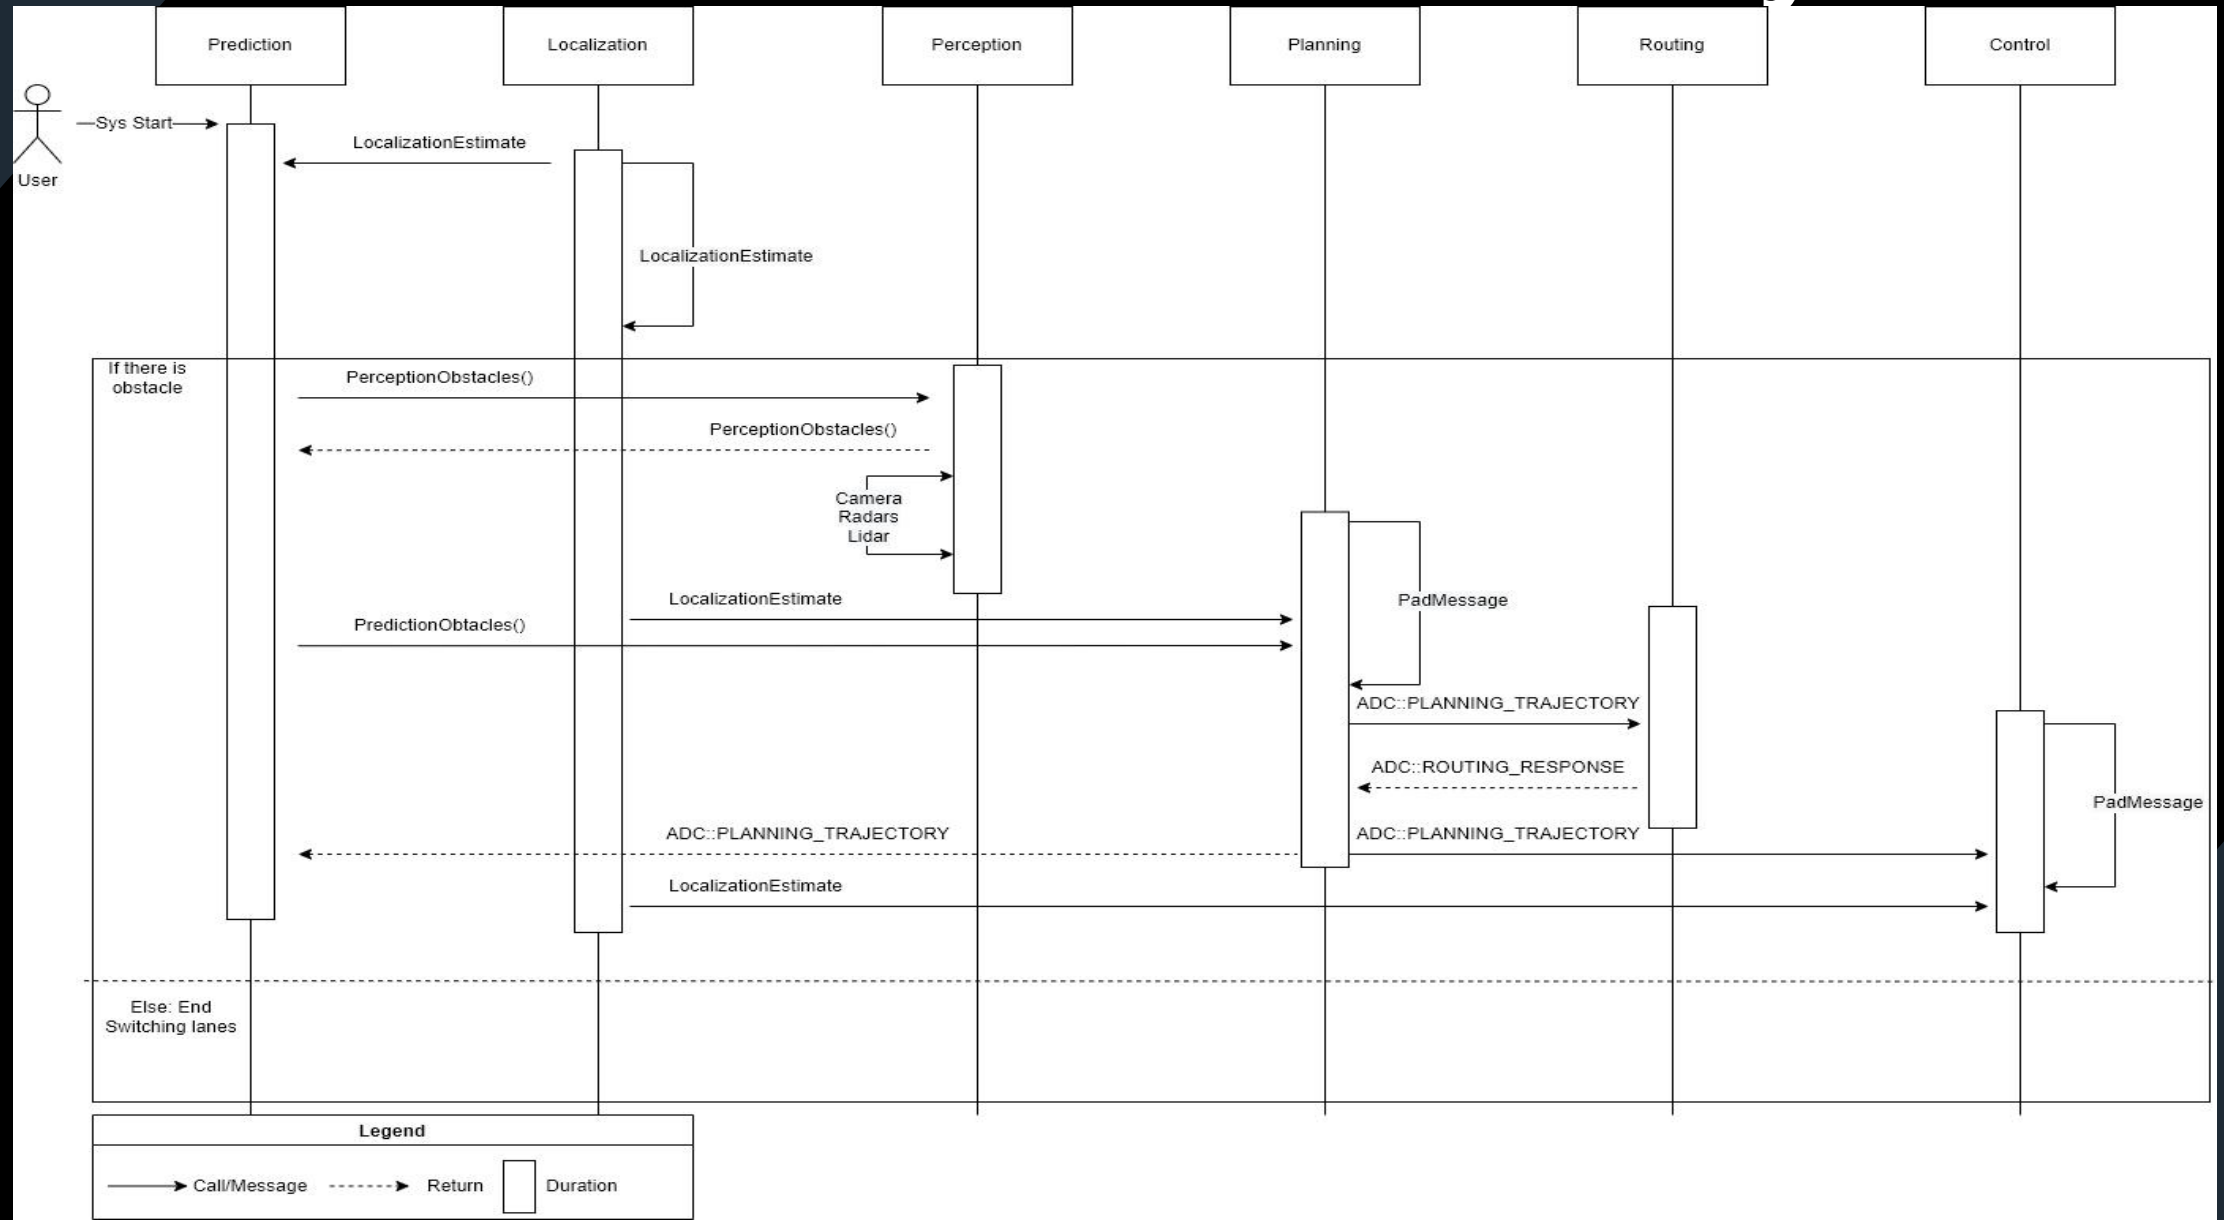 Prediction
Localization
Perception
Planning
Routing
Control
Sys Start
User
LocalizationEstimate
LocalizationEstimate
If there is
obstacle
PerceptionObstacles()
PerceptionObstacles()
Camera
Radars
Lidar
LocalizationEstimate
PadMessage
PredictionObtacles()
ADC::PLANNING_TRAJECTORY
ADC::ROUTING_RESPONSE
PadMessage
ADC::PLANNING_TRAJECTORY
ADC::PLANNING_TRAJECTORY
LocalizationEstimate
Else: End
Switching lanes
Legend
Call/Message
Return
Duration